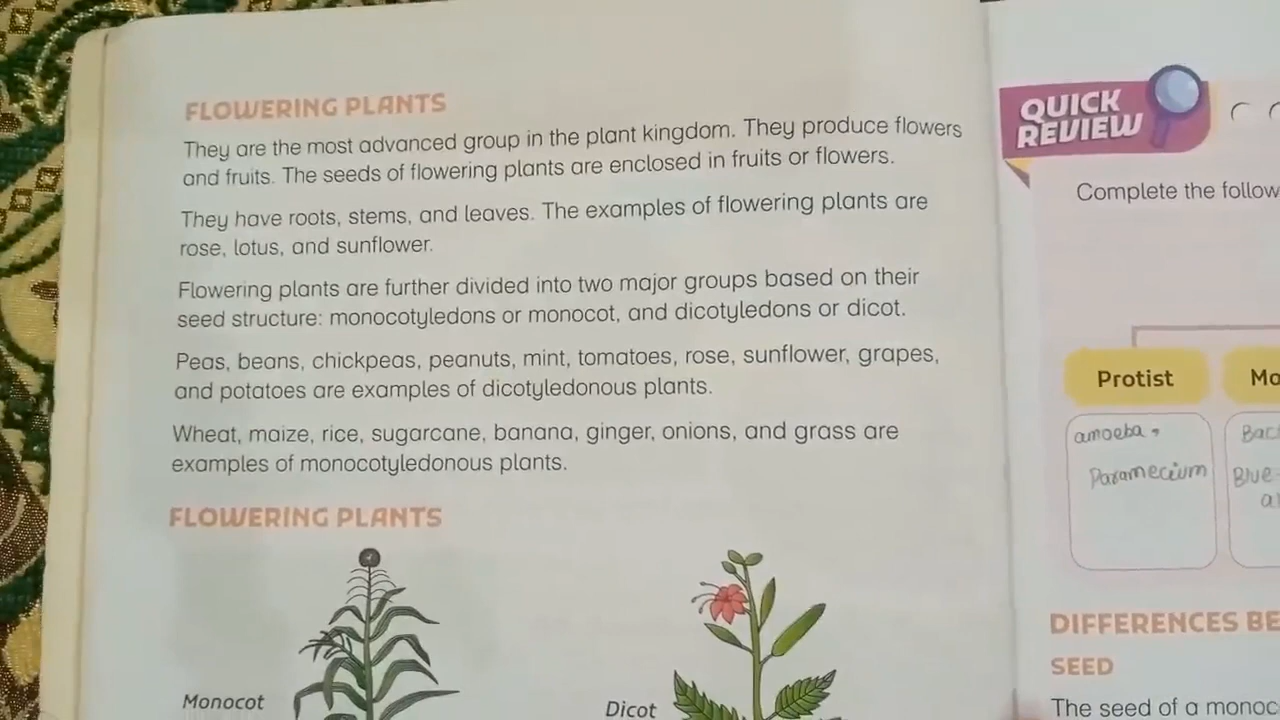 FLOWERING PLANTS
They are the most advanced group in the plant kingdom. They produce flowers
and fruits. The seeds of flowering plants are enclosed in fruits or flowers.
They have roots, stems, and leaves. The examples of flowering plants are
rose, lotus, and sunflower.
Flowering plants are further divided into two major groups based on their
seed structure: monocotyledons or monocot, and dicotyledons or dicot.
Peas, beans, chickpeas, peanuts, mint, tomatoes, rose, sunflower, grapes,
and potatoes are examples of dicotyledonous plants.
Wheat, maize, rice, sugarcane, banana, ginger, onions, and grass are
examples of monocotyledonous plants.
FLOWERING PLANTS
Monocot
Dicot
QUICK
REVIEW
Complete the
Protist
amoeba,
Paramecium
DIFFERENCES
SEED
The seed of a